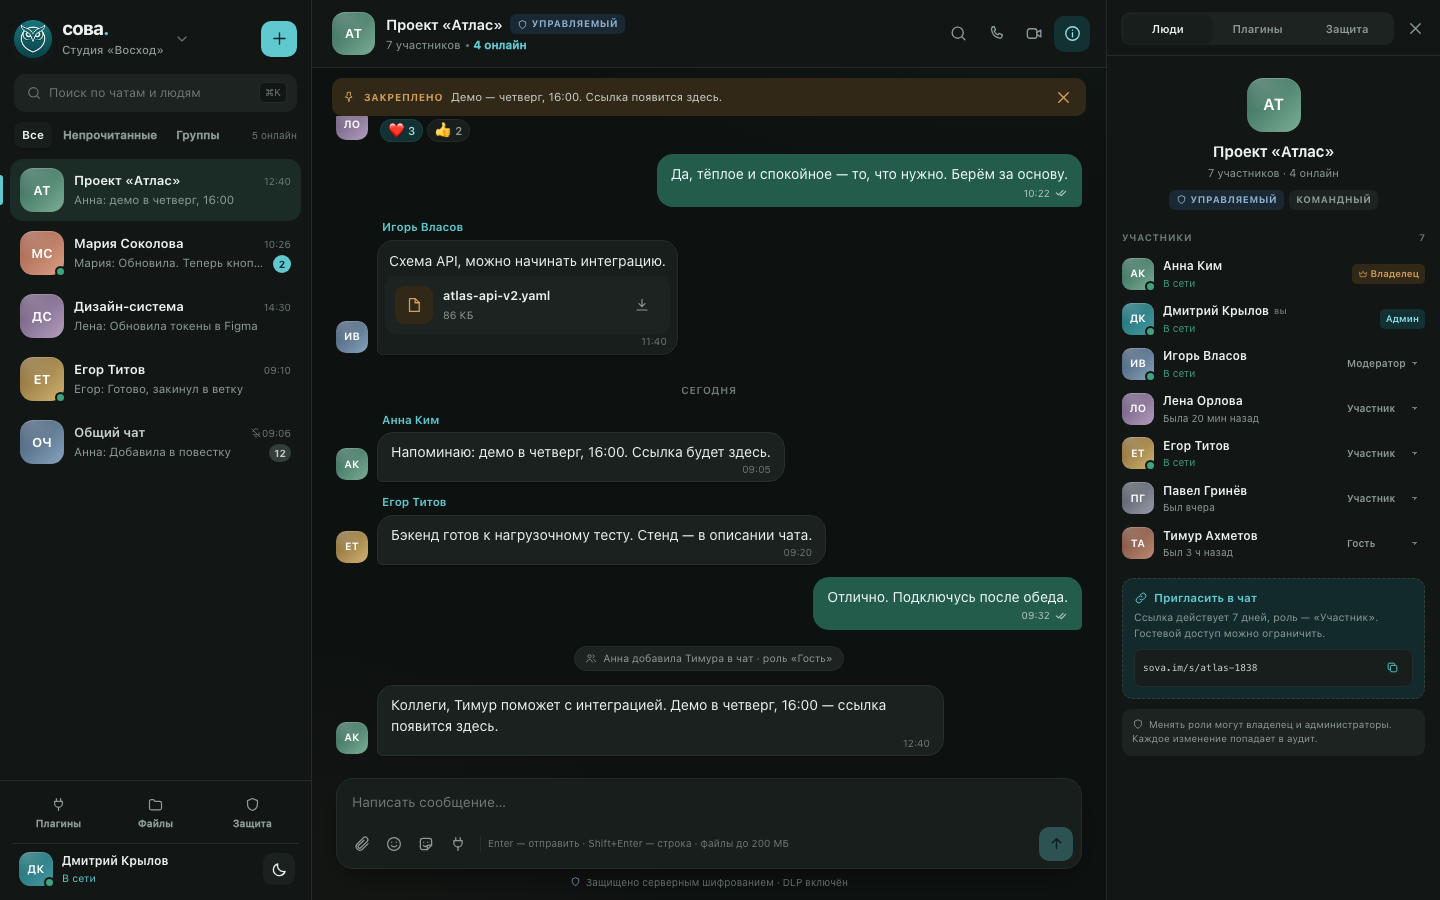 сова.
Студия «Восход»
Поиск по чатам и людям
⌘K
Все
Непрочитанные
Группы
5 онлайн
АТ
Проект «Атлас»
12:40
Анна: демо в четверг, 16:00
МС
Мария Соколова
10:26
Мария: Обновила. Теперь кноп…
2
ДС
Дизайн-система
14:30
Лена: Обновила токены в Figma
ЕТ
Егор Титов
09:10
Егор: Готово, закинул в ветку
ОЧ
Общий чат
09:06
Анна: Добавила в повестку
12
Плагины
Файлы
Защита
ДК
Дмитрий Крылов
В сети
АТ
Проект «Атлас»
УПРАВЛЯЕМЫЙ
7 участников • 4 онлайн
ЗАКРЕПЛЕНО Демо — четверг, 16:00. Ссылка появится здесь.
ЛО
3
2
Да, тёплое и спокойное — то, что нужно. Берём за основу.
10:22
Игорь Власов
Схема API, можно начинать интеграцию.
atlas-api-v2.yaml
86 КБ
ИВ
11:40
СЕГОДНЯ
Анна Ким
Напоминаю: демо в четверг, 16:00. Ссылка будет здесь.
АК
09:05
Егор Титов
Бэкенд готов к нагрузочному тесту. Стенд — в описании чата.
ЕТ
09:20
Отлично. Подключусь после обеда.
09:32
Анна добавила Тимура в чат · роль «Гость»
Коллеги, Тимур поможет с интеграцией. Демо в четверг, 16:00 — ссылка
появится здесь.
АК
12:40
Написать сообщение…
Enter — отправить · Shift+Enter — строка · файлы до 200 МБ
Защищено серверным шифрованием · DLP включён
Люди
Плагины
Защита
АТ
Проект «Атлас»
7 участников · 4 онлайн
УПРАВЛЯЕМЫЙ
КОМАНДНЫЙ
УЧАСТНИКИ
7
АК
Анна Ким
В сети
Владелец
ДК
Дмитрий Крылов вы
В сети
Админ
ИВ
Игорь Власов
В сети
Модератор
ЛО
Лена Орлова
Была 20 мин назад
Участник
ЕТ
Егор Титов
В сети
Участник
ПГ
Павел Гринёв
Был вчера
Участник
ТА
Тимур Ахметов
Был 3 ч назад
Гость
Пригласить в чат
Ссылка действует 7 дней, роль — «Участник».
Гостевой доступ можно ограничить.
sova.im/s/atlas-1838
Менять роли могут владелец и администраторы.
Каждое изменение попадает в аудит.